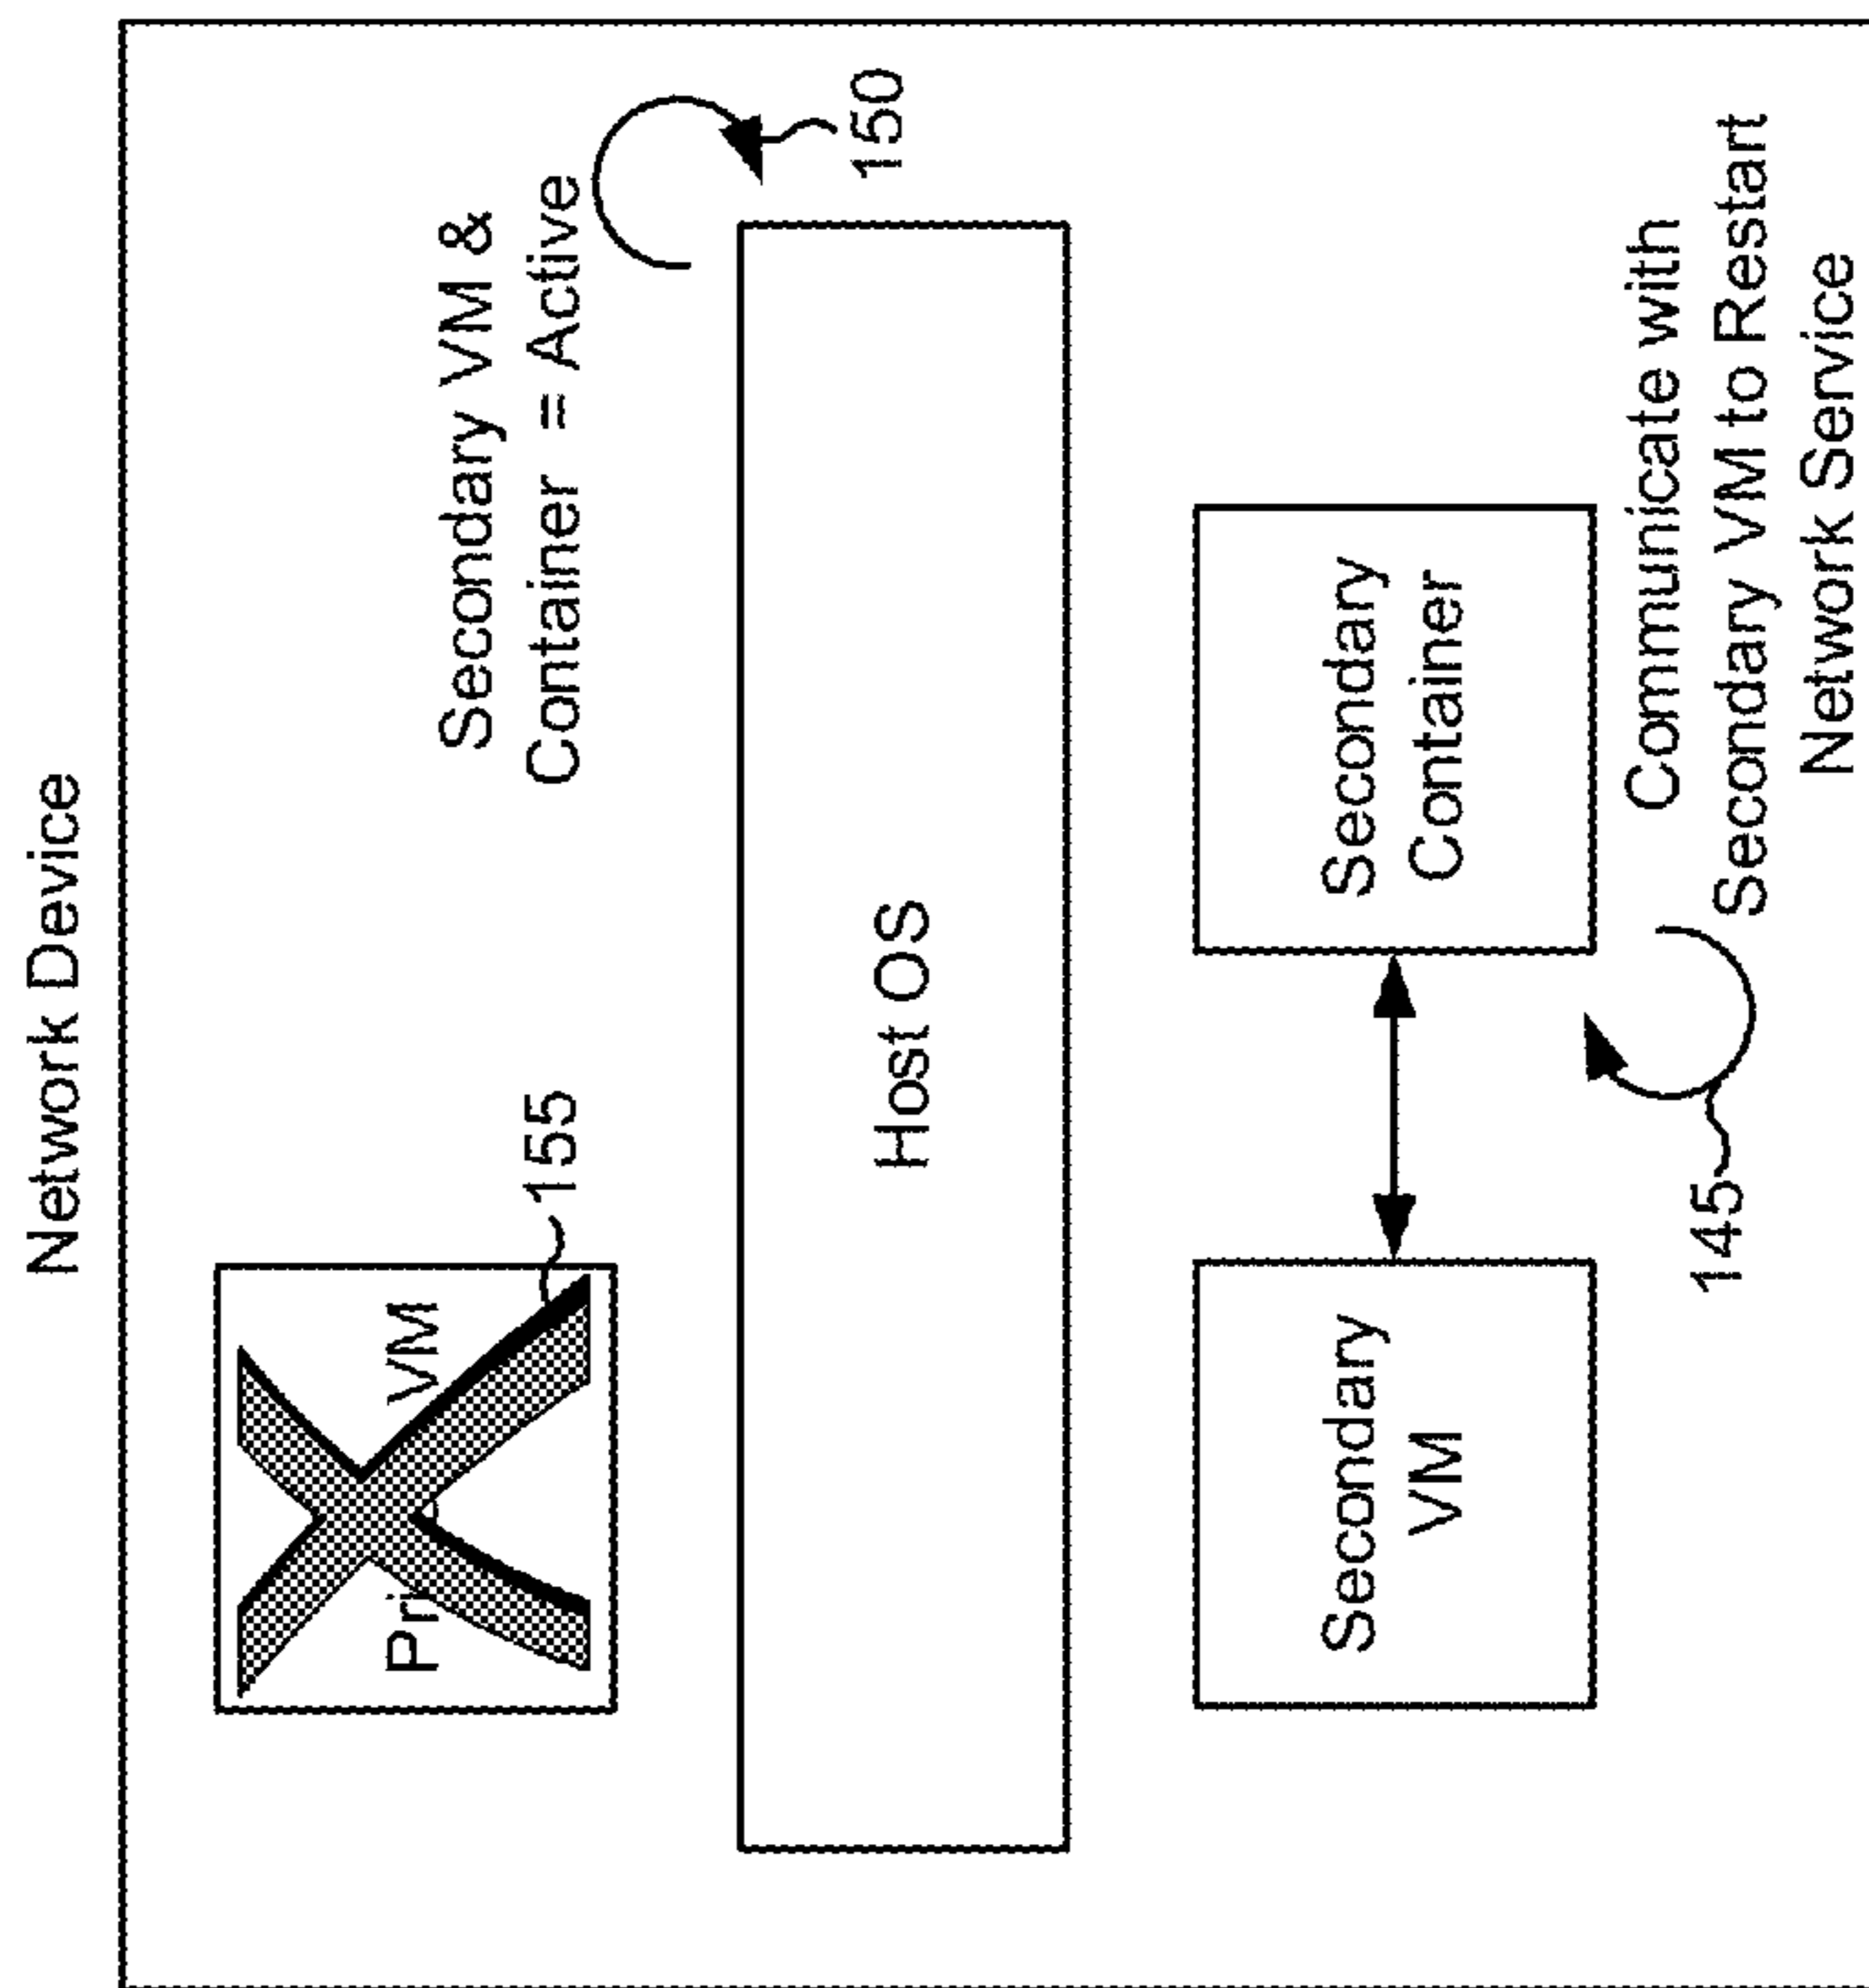 Network Device
Pri VM
155
Secondary VM &
Container = Active
150
Host OS
Secondary
VM
Secondary
Container
145
Communicate with
Secondary VM to Restart
Network Service